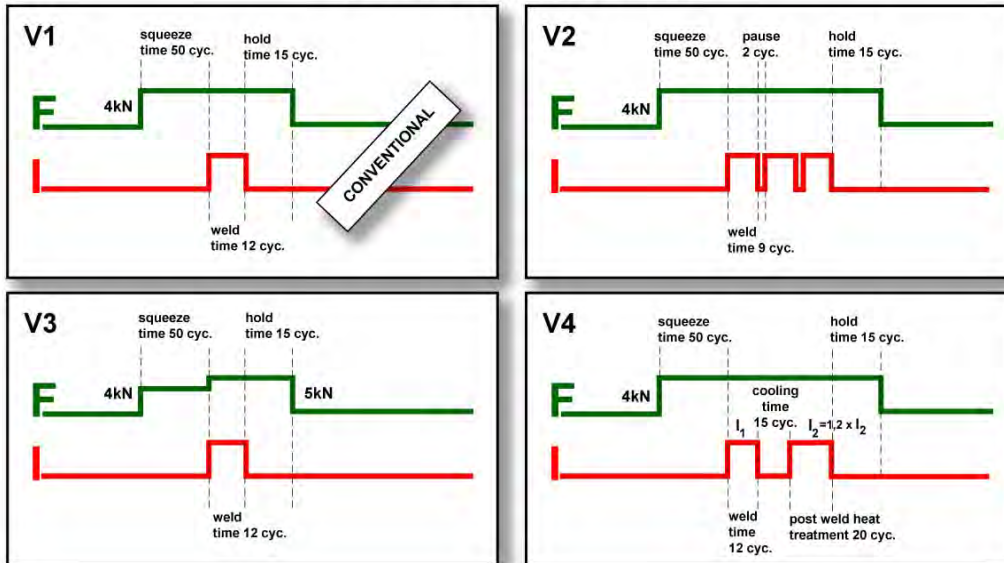 V1
squeeze
time 50 cyc.
hold
time 15 cyc.
F
4kN
I
CONVENTIONAL
weld
time 12 cyc.
V2
squeeze
time 50 cyc.
pause
2 cyc.
hold
time 15 cyc.
F
4kN
I
weld
time 9 cyc.
V3
squeeze
time 50 cyc.
hold
time 15 cyc.
F
4kN
5kN
I
weld
time 12 cyc.
V4
squeeze
time 50 cyc.
hold
time 15 cyc.
F
4kN
cooling
time
15 cyc.
I₁
I₂=1,2 x I₂
I
weld
time
12 cyc.
post weld heat
treatment 20 cyc.